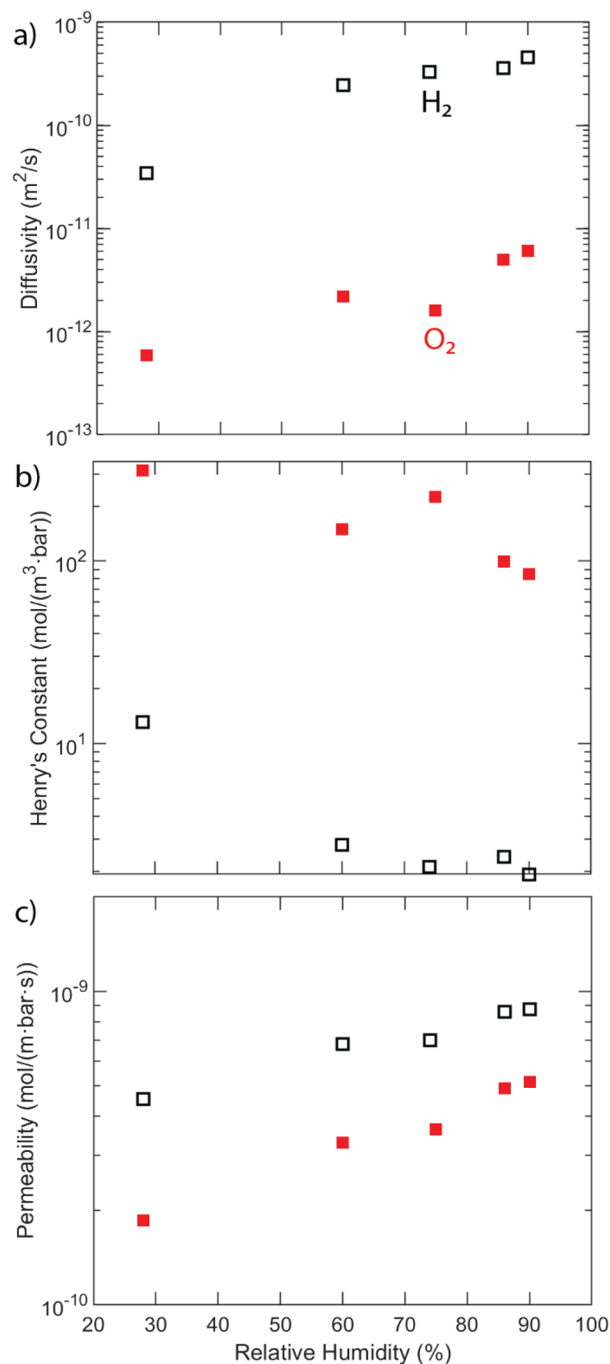 a)
10⁻⁹
10⁻¹⁰
10⁻¹¹
10⁻¹²
10⁻¹³
Diffusivity (m²/s)
H₂
O₂
b)
10²
10¹
Henry's Constant (mol/(m³·bar))
c)
10⁻⁹
10⁻¹⁰
Permeability (mol/(m·bar·s))
20 30 40 50 60 70 80 90 100
Relative Humidity (%)